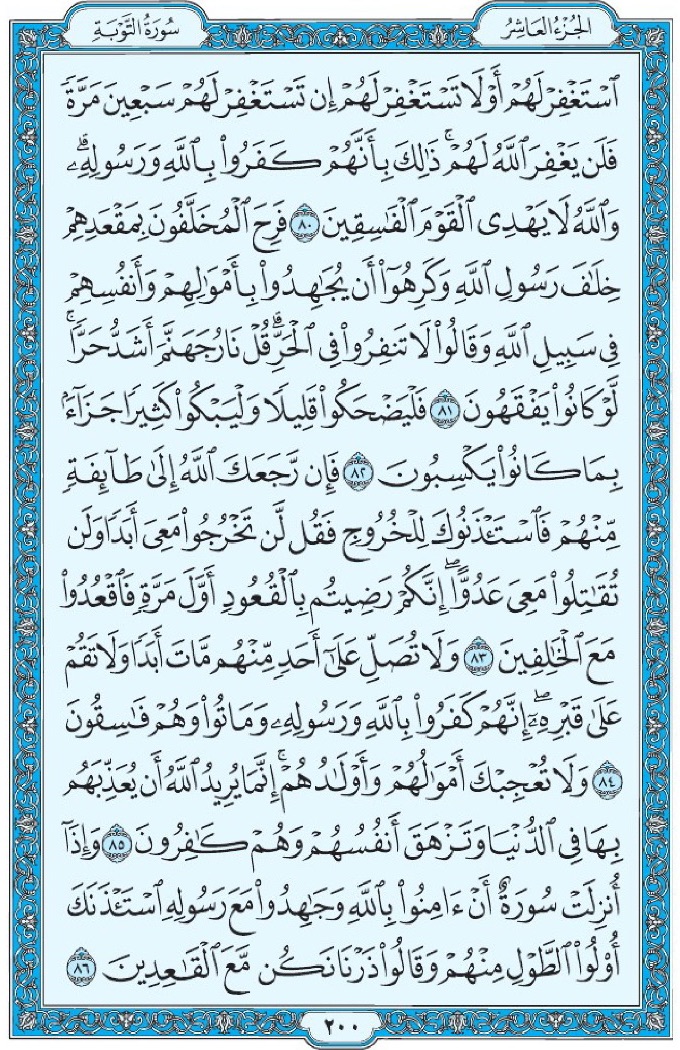 الجُزْءُ العَاشِرُ
سُورَةُ التَّوْبَةِ
ٱسْتَغْفِرْ لَهُمْ أَوْ لَا تَسْتَغْفِرْ لَهُمْ إِن تَسْتَغْفِرْ لَهُمْ سَبْعِينَ مَرَّةً
فَلَن يَغْفِرَ ٱللَّهُ لَهُمْۚ ذَٰلِكَ بِأَنَّهُمْ كَفَرُوا۟ بِٱللَّهِ وَرَسُولِهِۦۗ
وَٱللَّهُ لَا يَهْدِى ٱلْقَوْمَ ٱلْفَٰسِقِينَ ٨٠ فَرِحَ ٱلْمُخَلَّفُونَ بِمَقْعَدِهِمْ
خِلَٰفَ رَسُولِ ٱللَّهِ وَكَرِهُوٓا۟ أَن يُجَٰهِدُوا۟ بِأَمْوَٰلِهِمْ وَأَنفُسِهِمْ
فِى سَبِيلِ ٱللَّهِ وَقَالُوا۟ لَا تَنفِرُوا۟ فِى ٱلْحَرِّۗ قُلْ نَارُ جَهَنَّمَ أَشَدُّ حَرًّاۚ
لَّوْ كَانُوا۟ يَفْقَهُونَ ٨١ فَلْيَضْحَكُوا۟ قَلِيلًا وَلْيَبْكُوا۟ كَثِيرًا جَزَآءًۢ
بِمَا كَانُوا۟ يَكْسِبُونَ ٨٢ فَإِن رَّجَعَكَ ٱللَّهُ إِلَىٰ طَآئِفَةٍ
مِّنْهُمْ فَٱسْتَـْٔذَنُوكَ لِلْخُرُوجِ فَقُل لَّن تَخْرُجُوا۟ مَعِىَ أَبَدًا وَلَن
تُقَٰتِلُوا۟ مَعِىَ عَدُوًّاۖ إِنَّكُمْ رَضِيتُم بِٱلْقُعُودِ أَوَّلَ مَرَّةٍ فَٱقْعُدُوا۟
مَعَ ٱلْخَٰلِفِينَ ٨٣ وَلَا تُصَلِّ عَلَىٰٓ أَحَدٍ مِّنْهُم مَّاتَ أَبَدًا وَلَا تَقُمْ
عَلَىٰ قَبْرِهِۦٓۖ إِنَّهُمْ كَفَرُوا۟ بِٱللَّهِ وَرَسُولِهِۦ وَمَاتُوا۟ وَهُمْ فَٰسِقُونَ
٨٤ وَلَا تُعْجِبْكَ أَمْوَٰلُهُمْ وَأَوْلَٰدُهُمْۚ إِنَّمَا يُرِيدُ ٱللَّهُ أَن يُعَذِّبَهُم
بِهَا فِى ٱلدُّنْيَا وَتَزْهَقَ أَنفُسُهُمْ وَهُمْ كَٰفِرُونَ ٨٥ وَإِذَآ
أُنزِلَتْ سُورَةٌ أَنْ ءَامِنُوا۟ بِٱللَّهِ وَجَٰهِدُوا۟ مَعَ رَسُولِهِ ٱسْتَـْٔذَنَكَ
أُو۟لُوا۟ ٱلطَّوْلِ مِنْهُمْ وَقَالُوا۟ ذَرْنَا نَكُن مَّعَ ٱلْقَٰعِدِينَ ٨٦
٢٠٠